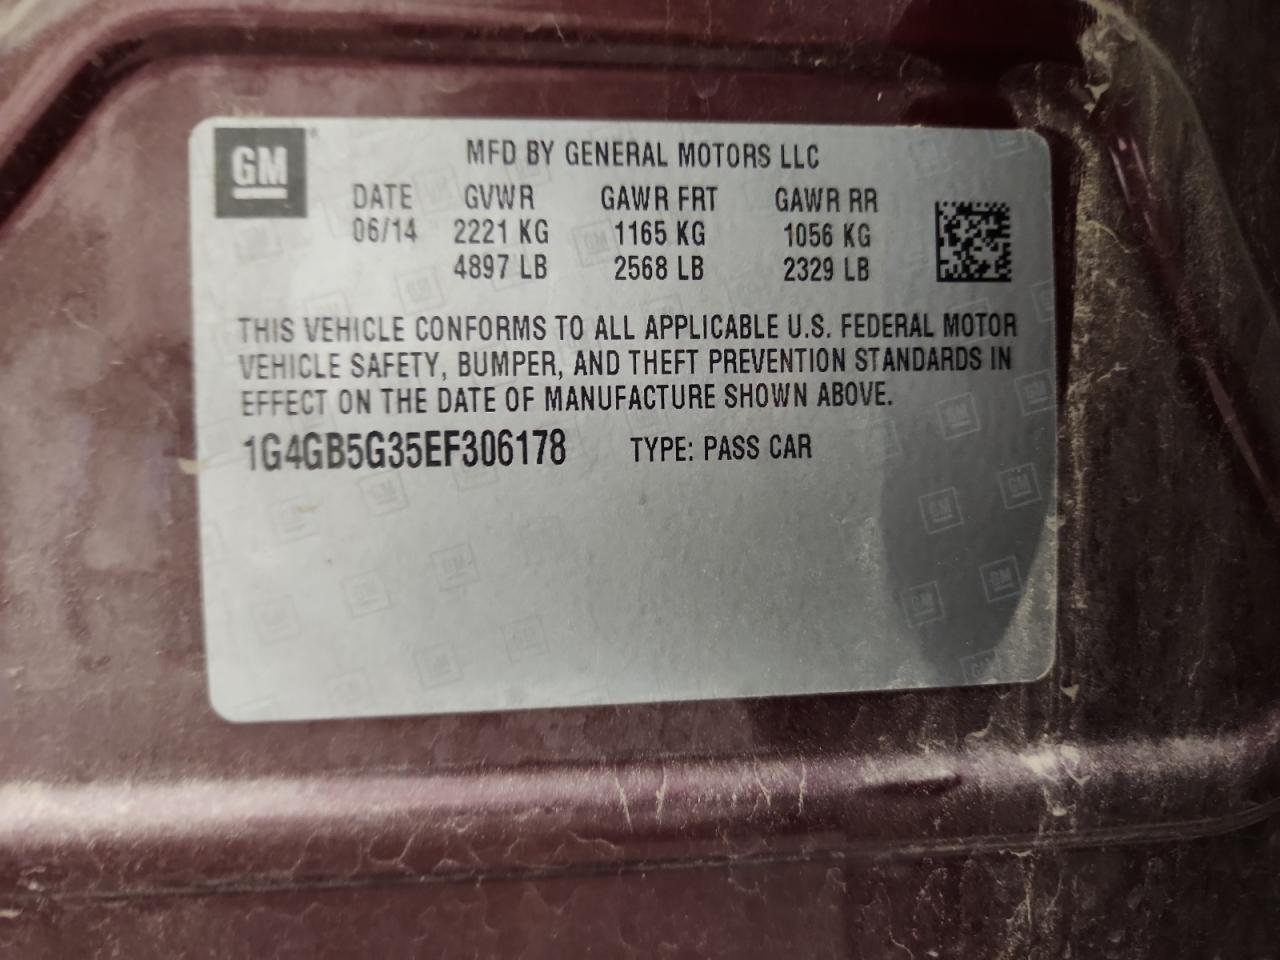 GM
MFD BY GENERAL MOTORS LLC
DATE GVWR GAWR FRT GAWR RR
06/14 2221 KG 1165 KG 1056 KG
4897 LB 2568 LB 2329 LB
THIS VEHICLE CONFORMS TO ALL APPLICABLE U.S. FEDERAL MOTOR
VEHICLE SAFETY, BUMPER, AND THEFT PREVENTION STANDARDS IN
EFFECT ON THE DATE OF MANUFACTURE SHOWN ABOVE.
1G4GB5G35EF306178 TYPE: PASS CAR